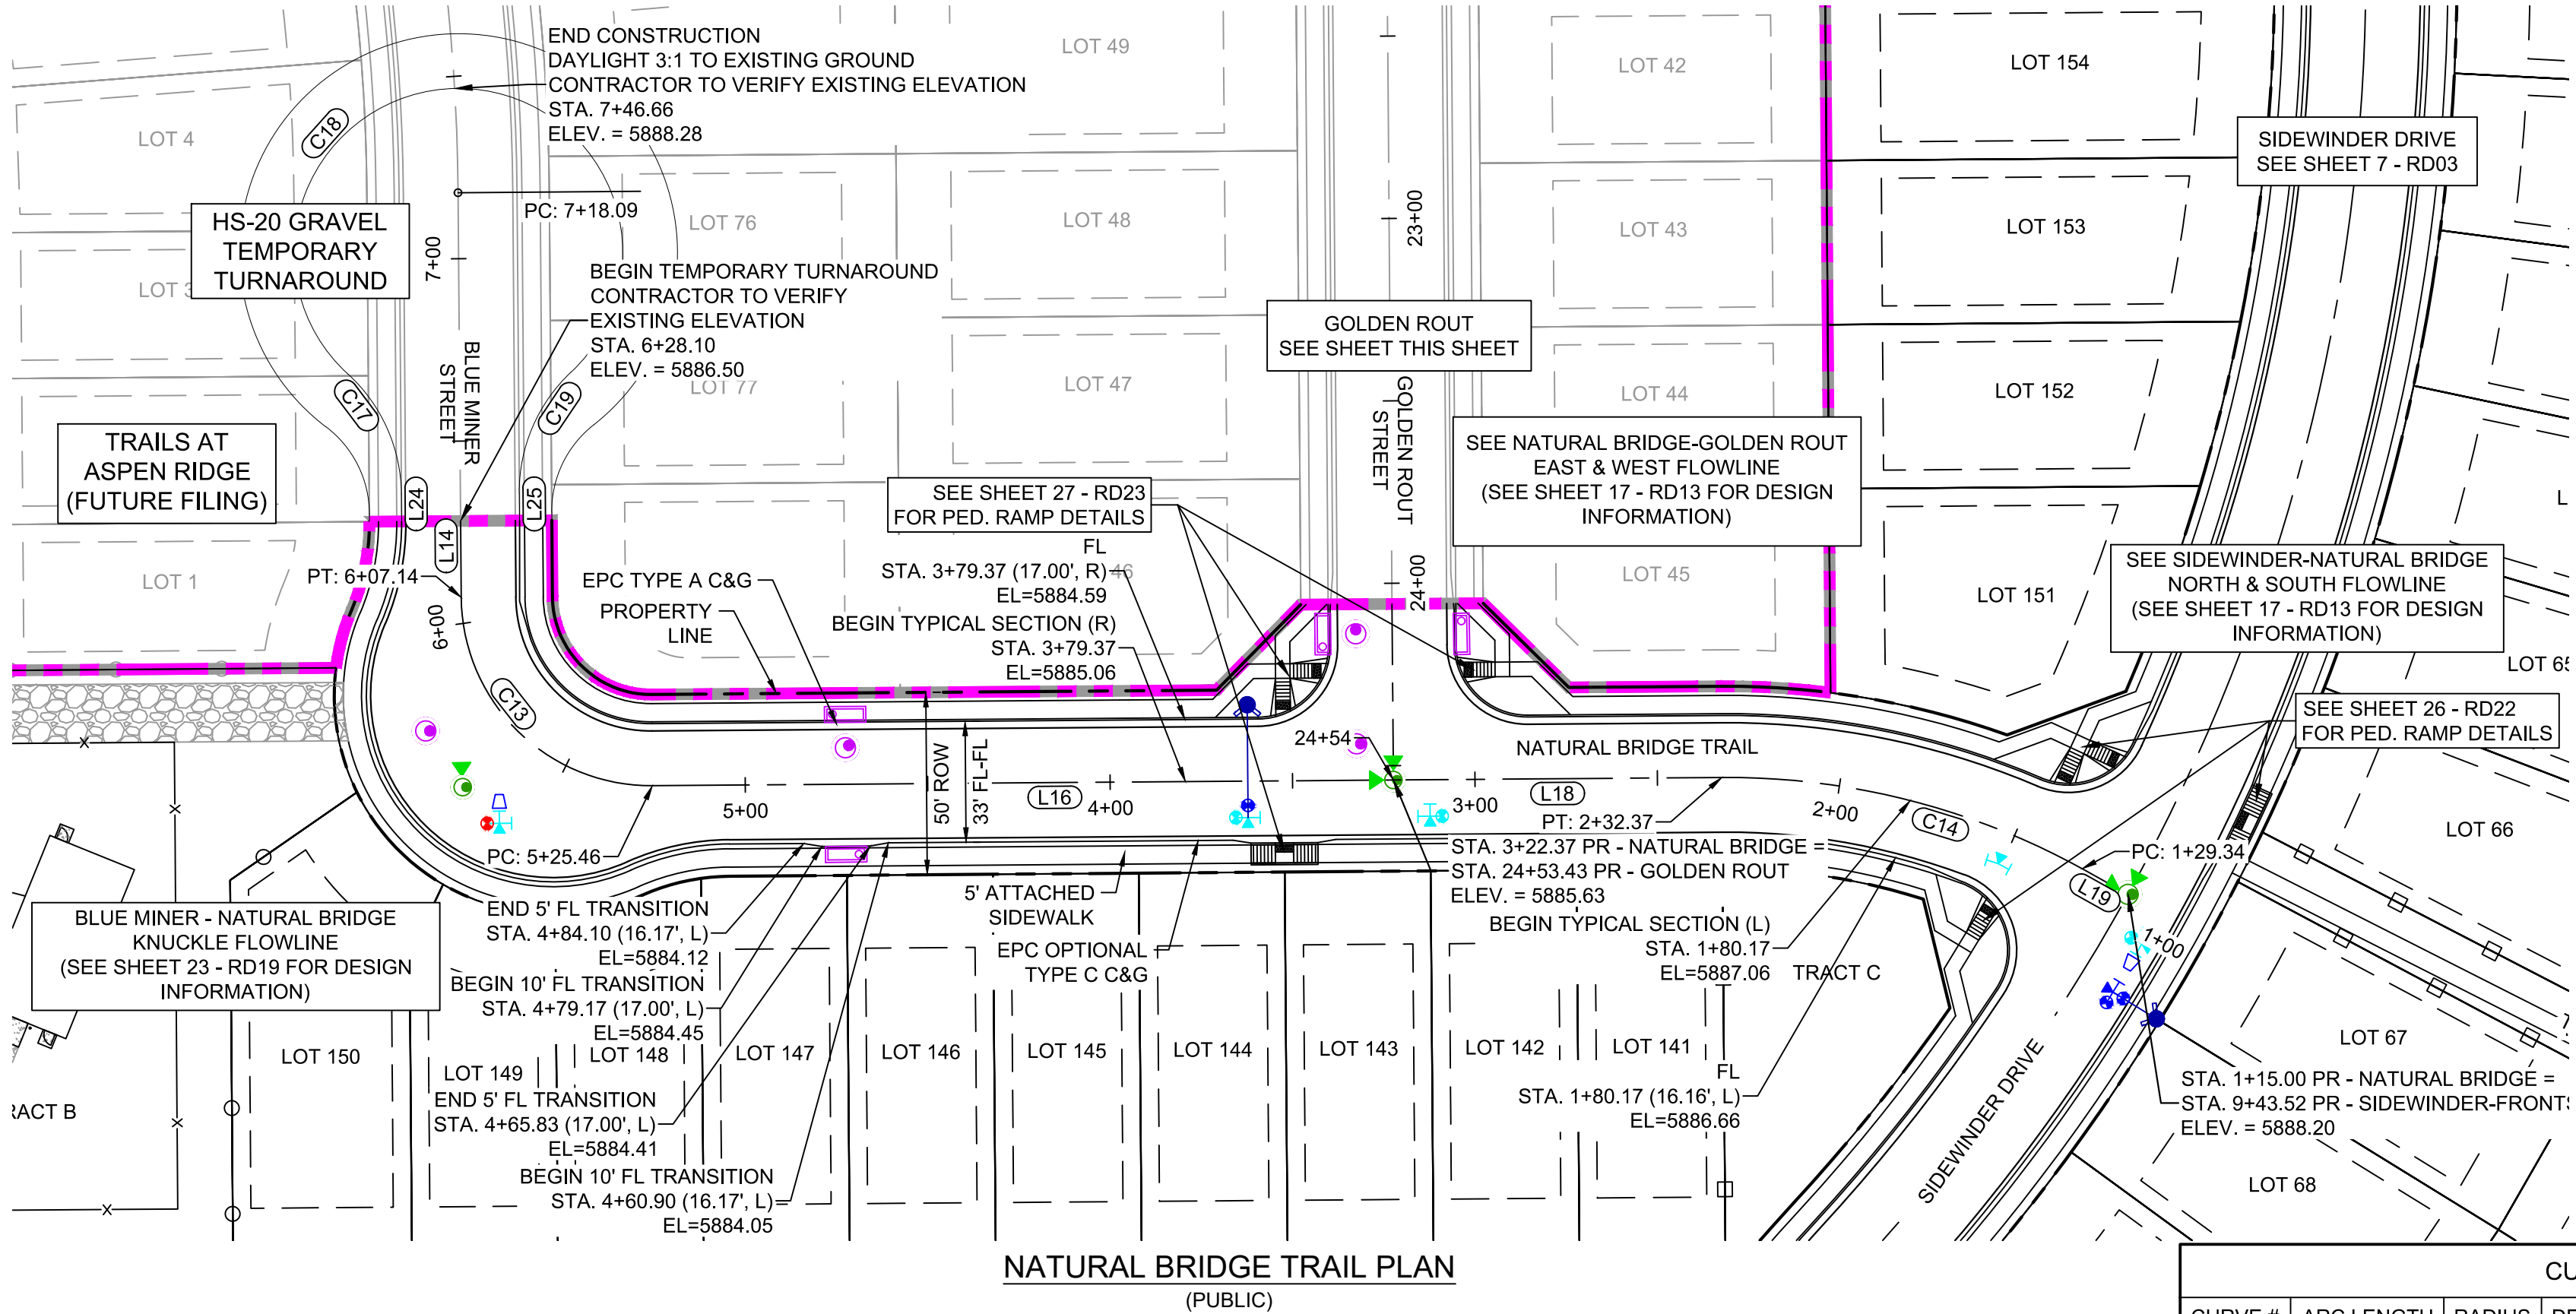 END CONSTRUCTION
DAYLIGHT 3:1 TO EXISTING GROUND
CONTRACTOR TO VERIFY EXISTING ELEVATION
STA. 7+46.66
ELEV. = 5888.28
LOT 49
LOT 42
LOT 154
LOT 4
C18
SIDEWINDER DRIVE
SEE SHEET 7 - RD03
HS-20 GRAVEL
TEMPORARY
TURNAROUND
PC: 7+18.09
LOT 76
LOT 48
23+00
LOT 43
LOT 153
7+00
LOT 3
BEGIN TEMPORARY TURNAROUND
CONTRACTOR TO VERIFY
EXISTING ELEVATION
STA. 6+28.10
ELEV. = 5886.50
GOLDEN ROUT
SEE SHEET THIS SHEET
BLUE MINER
STREET
LOT 77
LOT 47
LOT 44
LOT 152
C17
C19
GOLDEN ROUT
STREET
TRAILS AT
ASPEN RIDGE
(FUTURE FILING)
SEE NATURAL BRIDGE-GOLDEN ROUT
EAST & WEST FLOWLINE
(SEE SHEET 17 - RD13 FOR DESIGN
INFORMATION)
L24
L25
L14
SEE SHEET 27 - RD23
FOR PED. RAMP DETAILS
L
LOT 1
PT: 6+07.14
FL
STA. 3+79.37 (17.00', R)
EL=5884.59
46
EPC TYPE A C&G
PROPERTY
LINE
BEGIN TYPICAL SECTION (R)
STA. 3+79.37
EL=5885.06
24+00
LOT 45
LOT 151
SEE SIDEWINDER-NATURAL BRIDGE
NORTH & SOUTH FLOWLINE
(SEE SHEET 17 - RD13 FOR DESIGN
INFORMATION)
6+00
LOT 65
C13
SEE SHEET 26 - RD22
FOR PED. RAMP DETAILS
24+54
NATURAL BRIDGE TRAIL
50' ROW
33' FL-FL
5+00
L16
4+00
3+00
L18
2+00
C14
PT: 2+32.37
PC: 5+25.46
LOT 66
PC: 1+29.34
L19
STA. 3+22.37 PR - NATURAL BRIDGE =
STA. 24+53.43 PR - GOLDEN ROUT
ELEV. = 5885.63
1+00
5' ATTACHED
SIDEWALK
BLUE MINER - NATURAL BRIDGE
KNUCKLE FLOWLINE
(SEE SHEET 23 - RD19 FOR DESIGN
INFORMATION)
END 5' FL TRANSITION
STA. 4+84.10 (16.17', L)
EL=5884.12
EPC OPTIONAL
TYPE C C&G
BEGIN TYPICAL SECTION (L)
STA. 1+80.17
EL=5887.06
TRACT C
BEGIN 10' FL TRANSITION
STA. 4+79.17 (17.00', L)
EL=5884.45
LOT 150
LOT 149
LOT 148
LOT 147
LOT 146
LOT 145
LOT 144
LOT 143
LOT 142
LOT 141
LOT 67
RACT B
END 5' FL TRANSITION
STA. 4+65.83 (17.00', L)
EL=5884.41
FL
STA. 1+80.17 (16.16', L)
EL=5886.66
SIDEWINDER DRIVE
STA. 1+15.00 PR - NATURAL BRIDGE =
STA. 9+43.52 PR - SIDEWINDER-FRONTS
ELEV. = 5888.20
BEGIN 10' FL TRANSITION
STA. 4+60.90 (16.17', L)
EL=5884.05
LOT 68
NATURAL BRIDGE TRAIL PLAN
(PUBLIC)
CU
CURVE # ARC LENGTH RADIUS DE